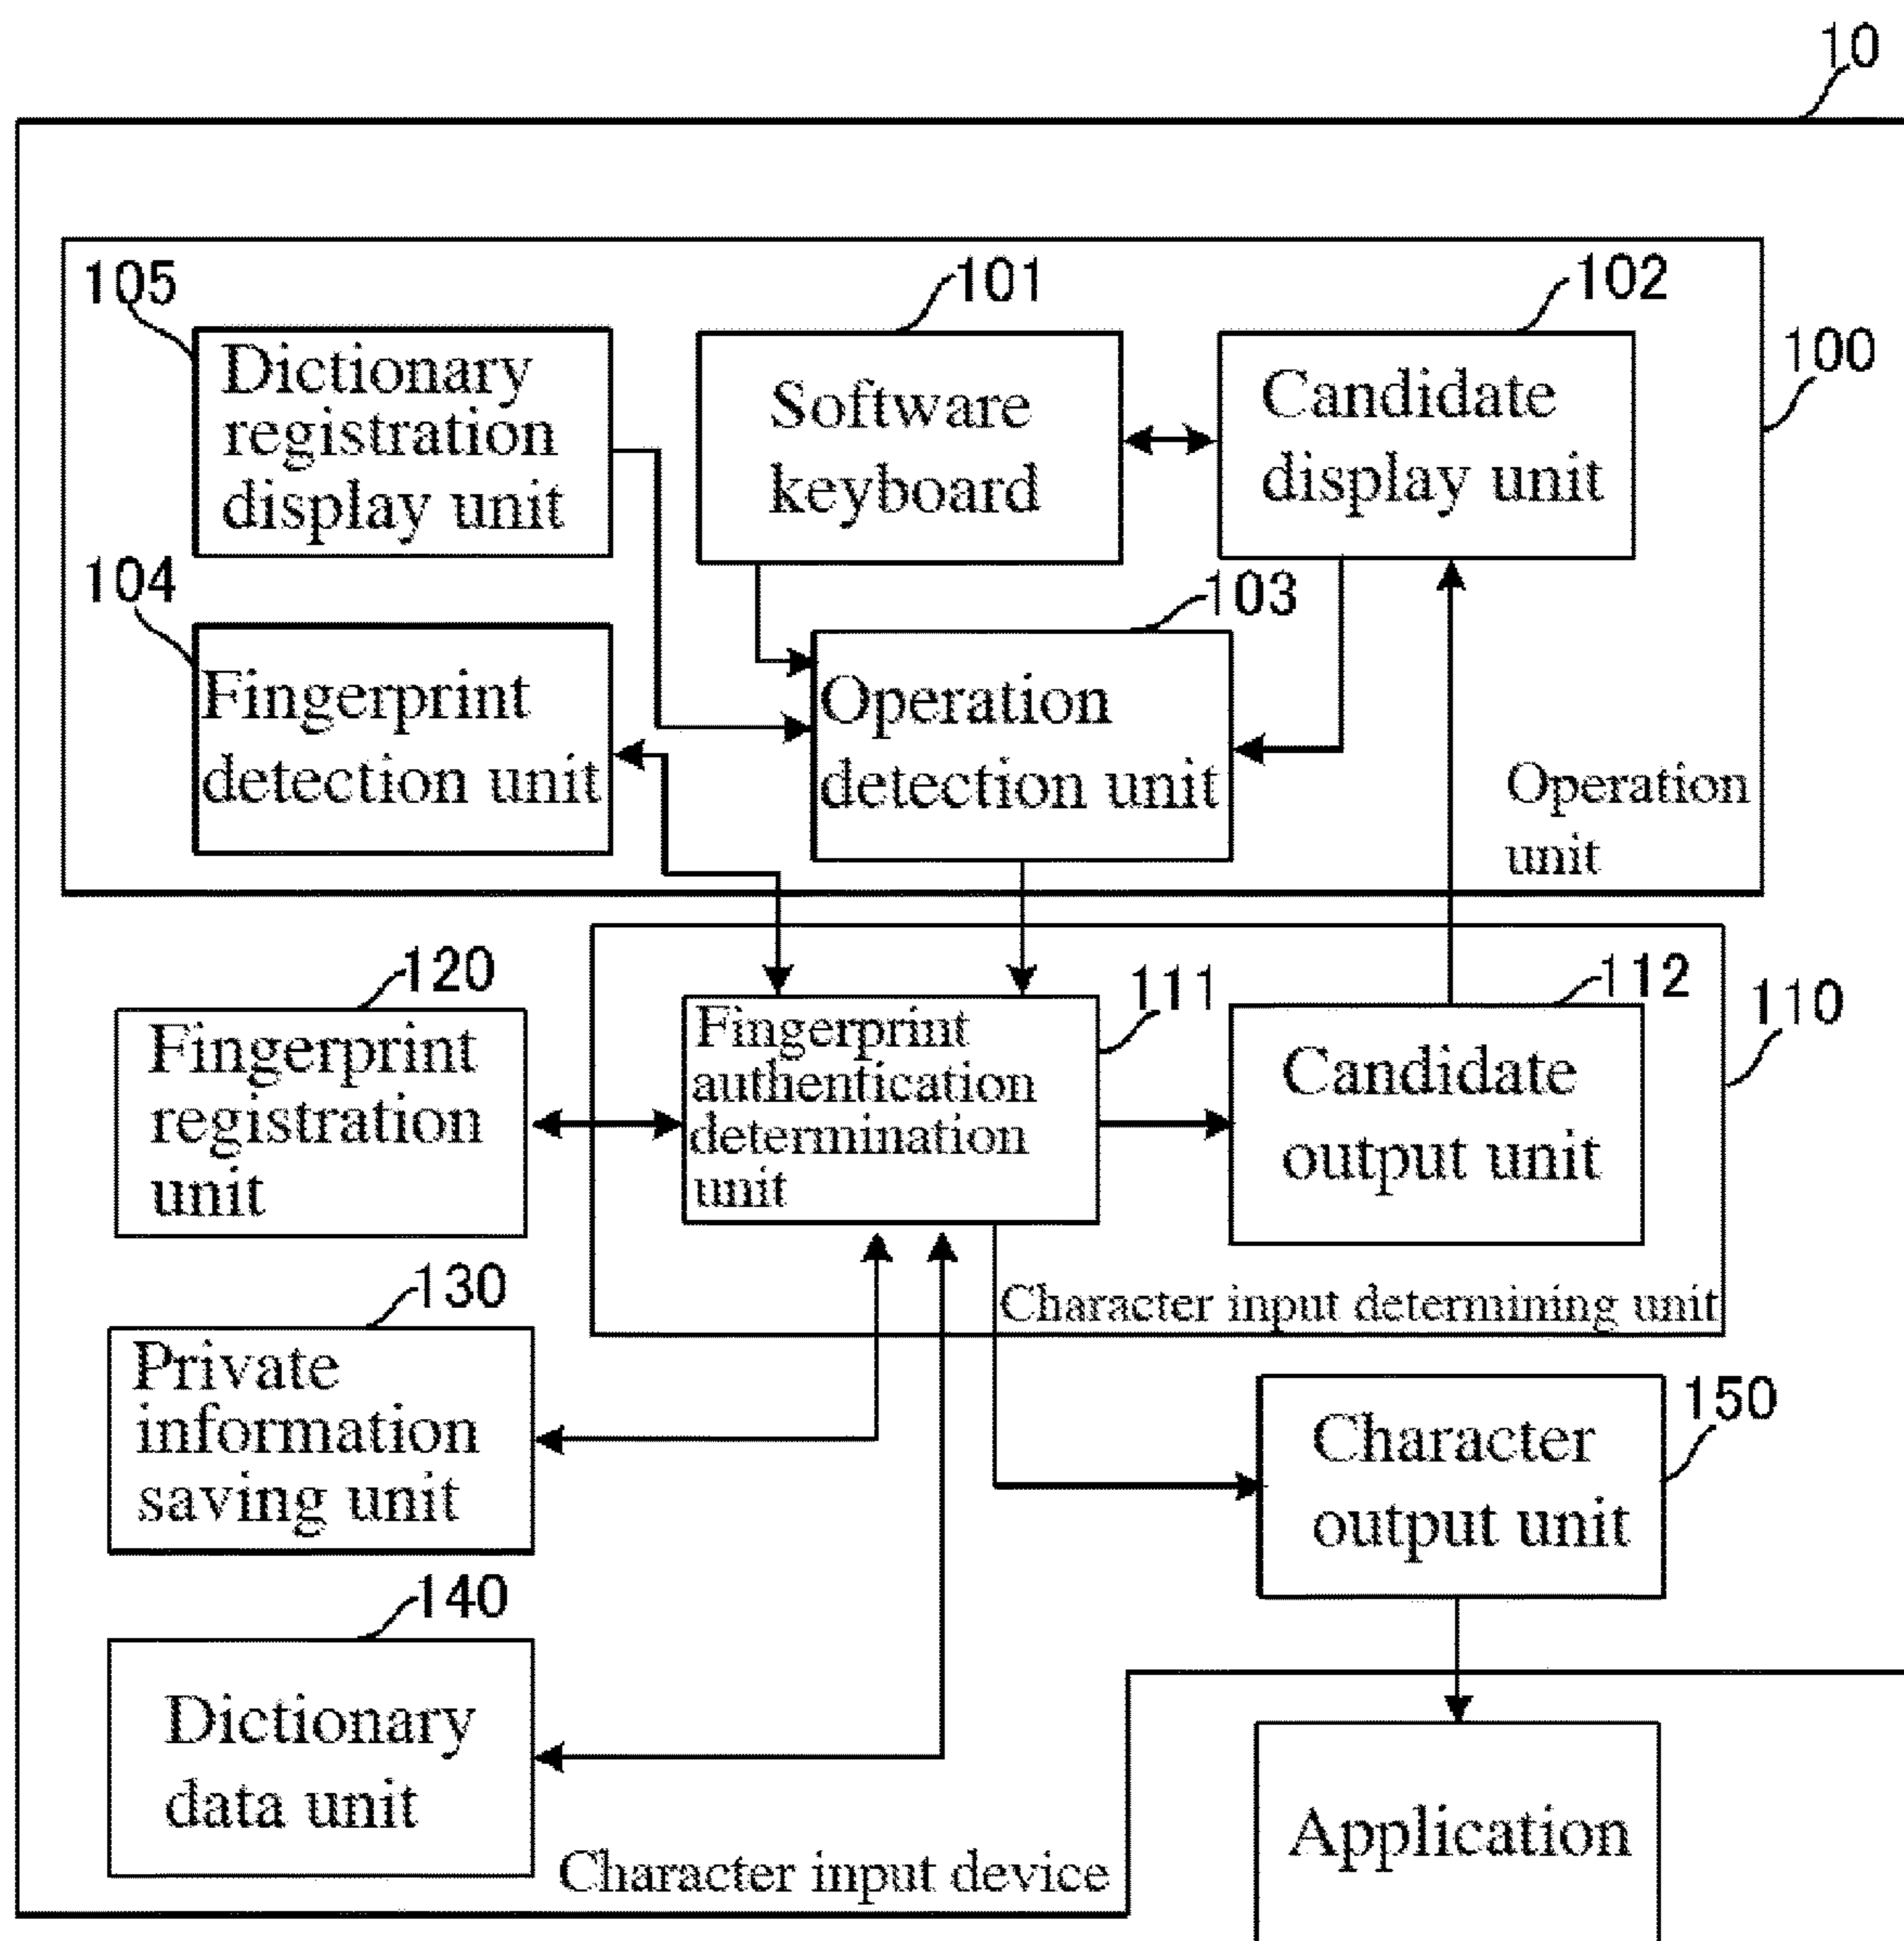 10
105
101
102
100
Dictionary
registration
display unit
Software
keyboard
Candidate
display unit
104
103
Fingerprint
detection unit
Operation
detection unit
Operation
unit
120
111
112
110
Fingerprint
registration
unit
Fingerprint
authentication
determination
unit
Candidate
output unit
Character input determining unit
130
Private
information
saving unit
150
Character
output unit
140
Dictionary
data unit
Character input device
Application